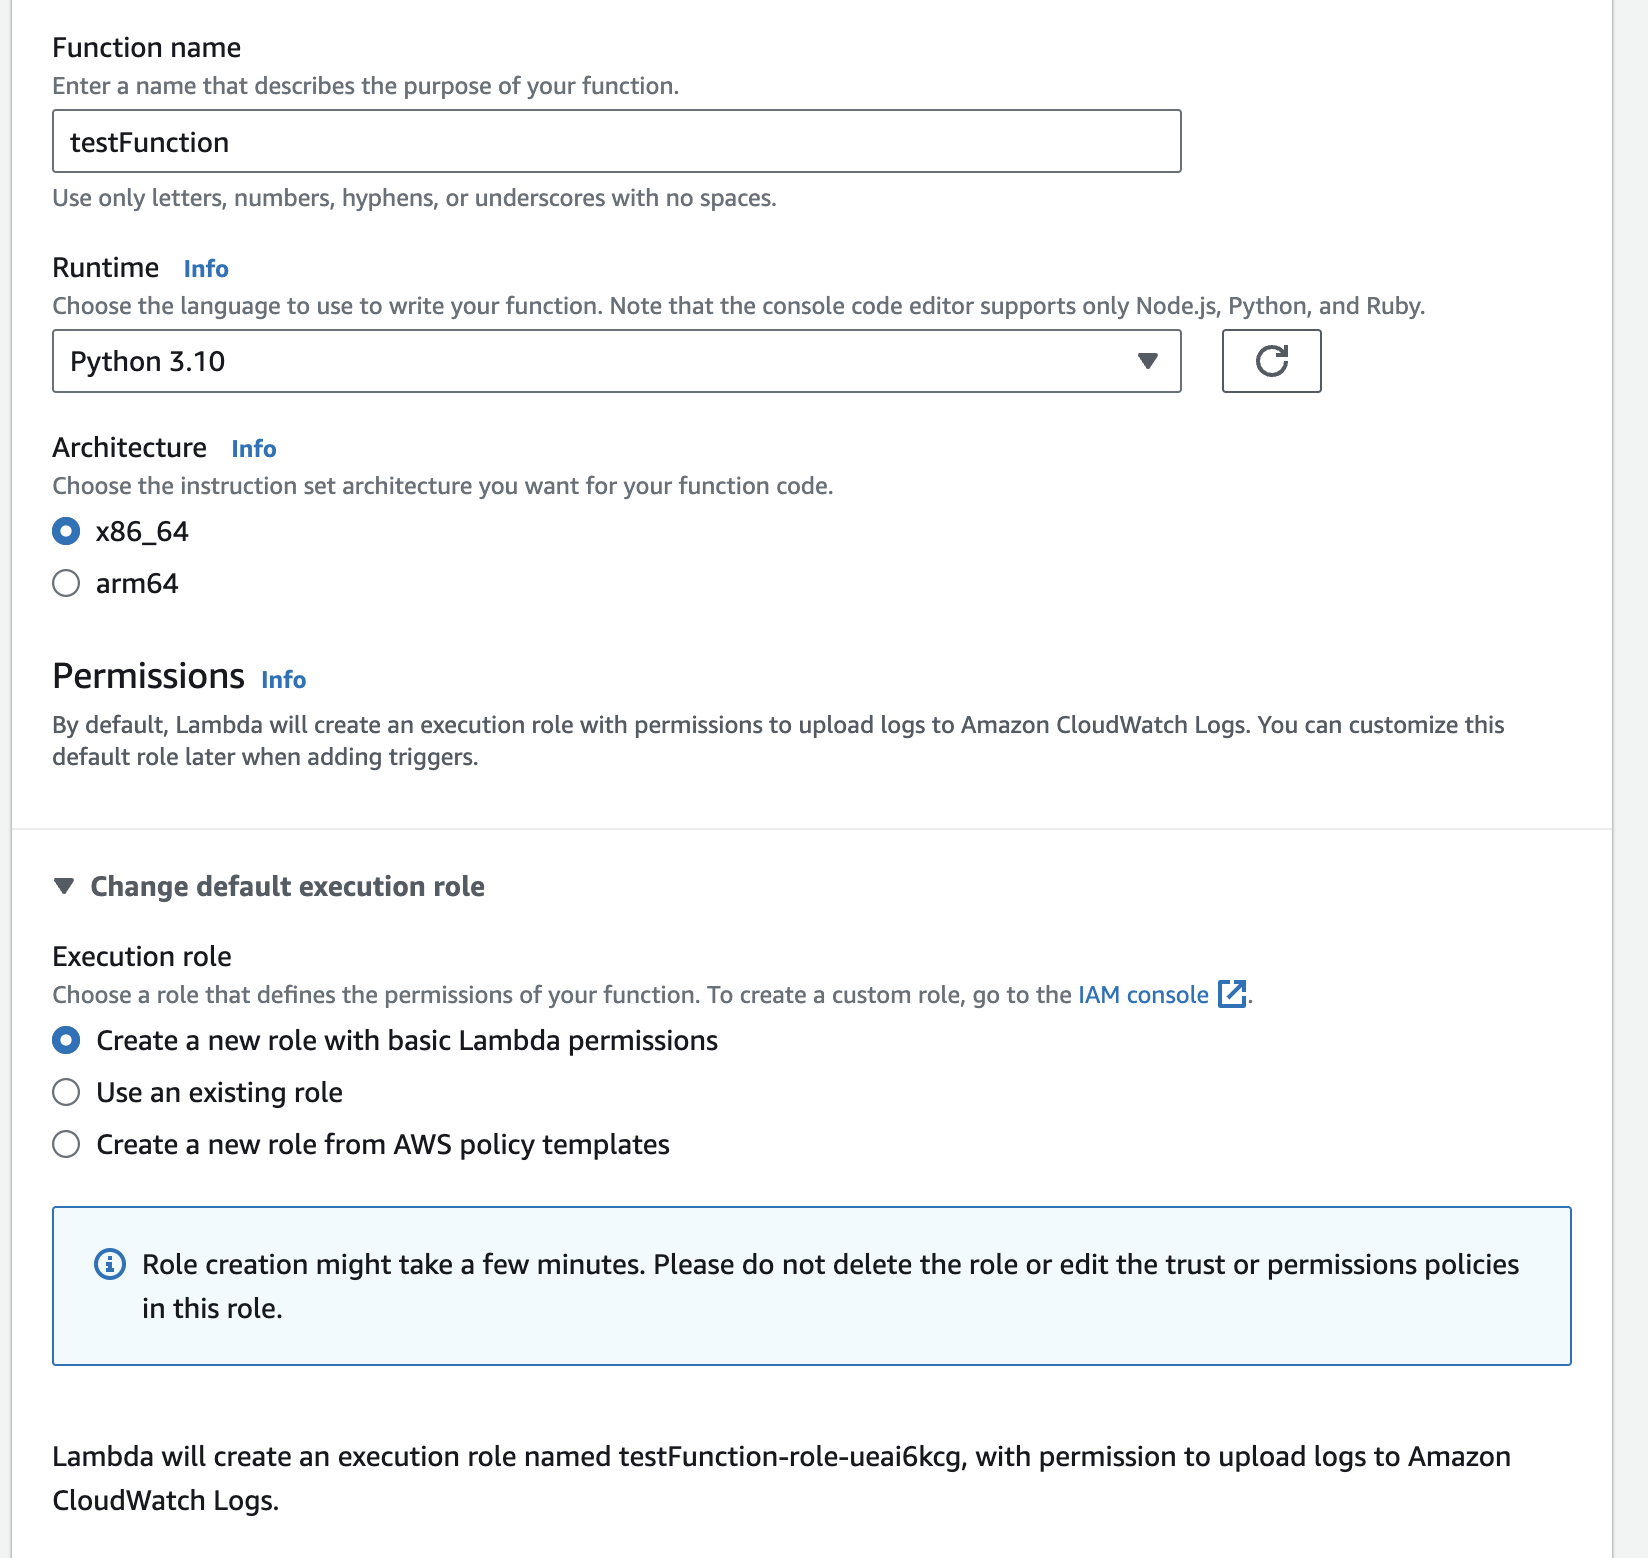 Function name
Enter a name that describes the purpose of your function.
testFunction
Use only letters, numbers, hyphens, or underscores with no spaces.
Runtime Info
Choose the language to use to write your function. Note that the console code editor supports only Node.js, Python, and Ruby.
Python 3.10
Architecture Info
Choose the instruction set architecture you want for your function code.
x86_64
arm64
Permissions Info
By default, Lambda will create an execution role with permissions to upload logs to Amazon CloudWatch Logs. You can customize this
default role later when adding triggers.
Change default execution role
Execution role
Choose a role that defines the permissions of your function. To create a custom role, go to the IAM console.
Create a new role with basic Lambda permissions
Use an existing role
Create a new role from AWS policy templates
Role creation might take a few minutes. Please do not delete the role or edit the trust or permissions policies
in this role.
Lambda will create an execution role named testFunction-role-ueai6kcg, with permission to upload logs to Amazon
CloudWatch Logs.